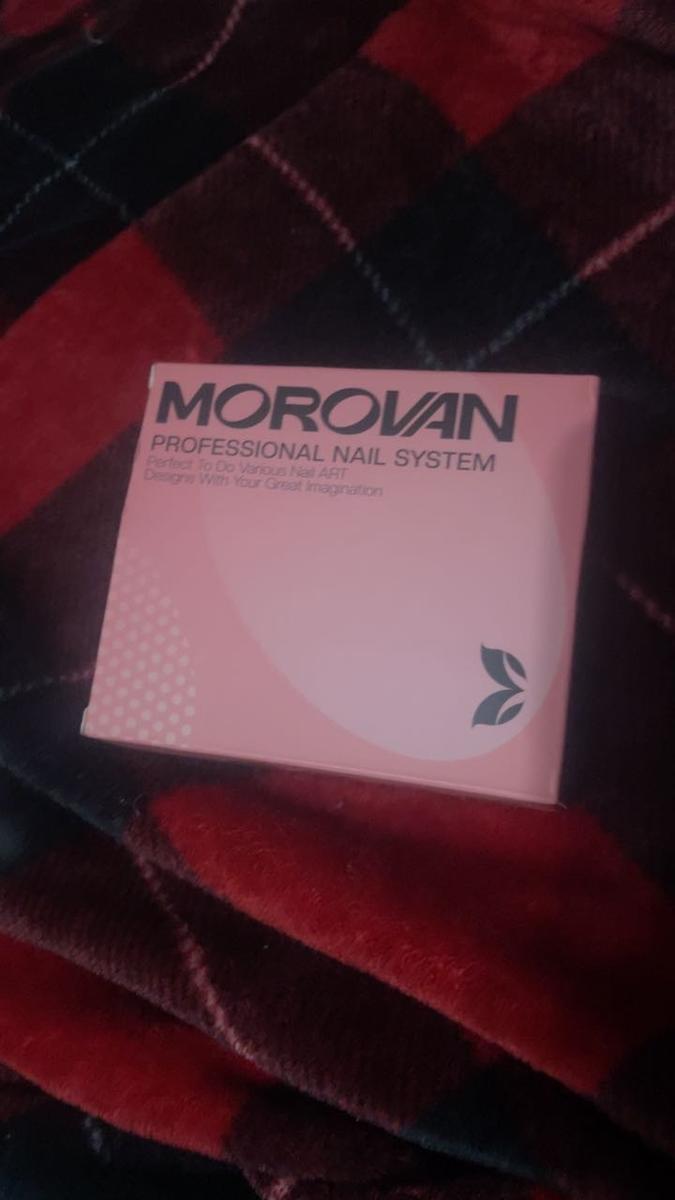 MOROVAN
PROFESSIONAL NAIL SYSTEM
Perfect To Do Various Nail ART
Designs With Your Great Imagination